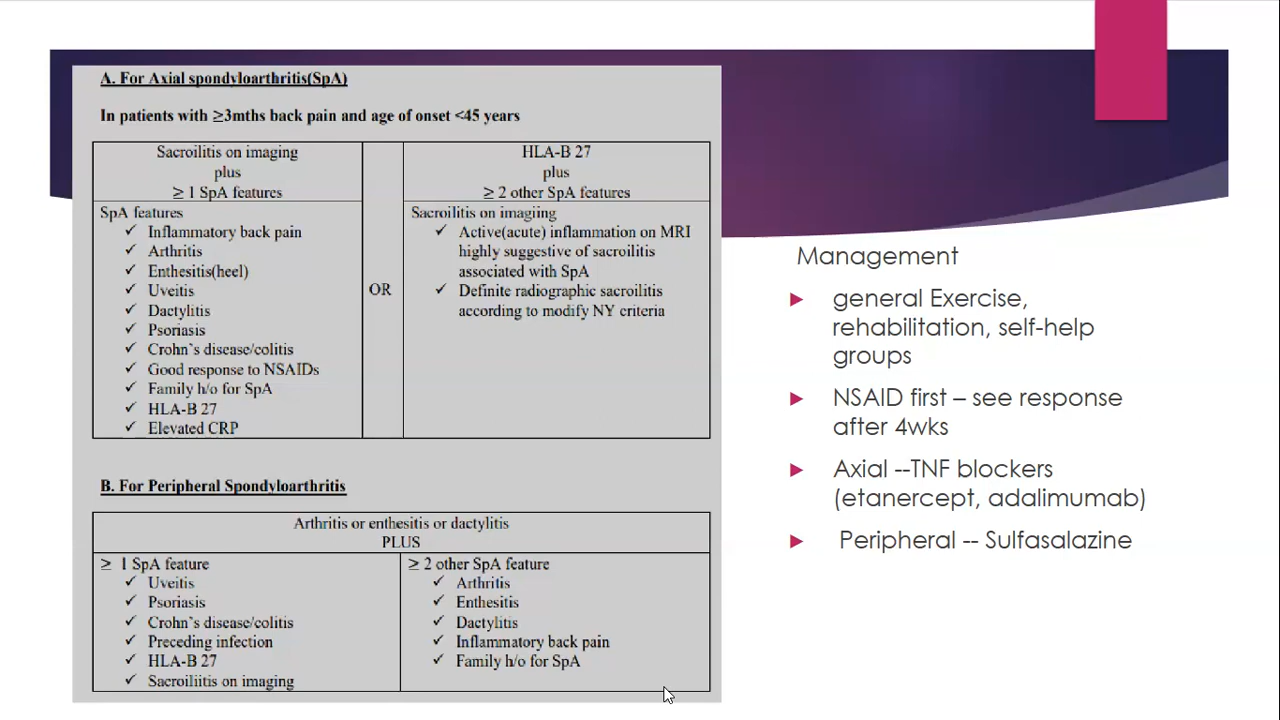 A. For Axial spondyloarthritis(SpA)
In patients with ≥3mths back pain and age of onset <45 years
Sacroilitis on imaging
plus
≥ 1 SpA features
SpA features
✓ Inflammatory back pain
✓ Arthritis
✓ Enthesitis(heel)
✓ Uveitis
✓ Dactylitis
✓ Psoriasis
✓ Crohn's disease/colitis
✓ Good response to NSAIDs
✓ Family h/o for SpA
✓ HLA-B 27
✓ Elevated CRP
OR
HLA-B 27
plus
≥ 2 other SpA features
Sacroilitis on imagiing
✓ Active(acute) inflammation on MRI
highly suggestive of sacroilitis
associated with SpA
✓ Definite radiographic sacroilitis
according to modify NY criteria
B. For Peripheral Spondyloarthritis
Arthritis or enthesitis or dactylitis
PLUS
≥ 1 SpA feature
✓ Uveitis
✓ Psoriasis
✓ Crohn's disease/colitis
✓ Preceding infection
✓ HLA-B 27
✓ Sacroiliitis on imaging
≥ 2 other SpA feature
✓ Arthritis
✓ Enthesitis
✓ Dactylitis
✓ Inflammatory back pain
✓ Family h/o for SpA
Management
general Exercise,
rehabilitation, self-help
groups
NSAID first – see response
after 4wks
Axial --TNF blockers
(etanercept, adalimumab)
Peripheral -- Sulfasalazine